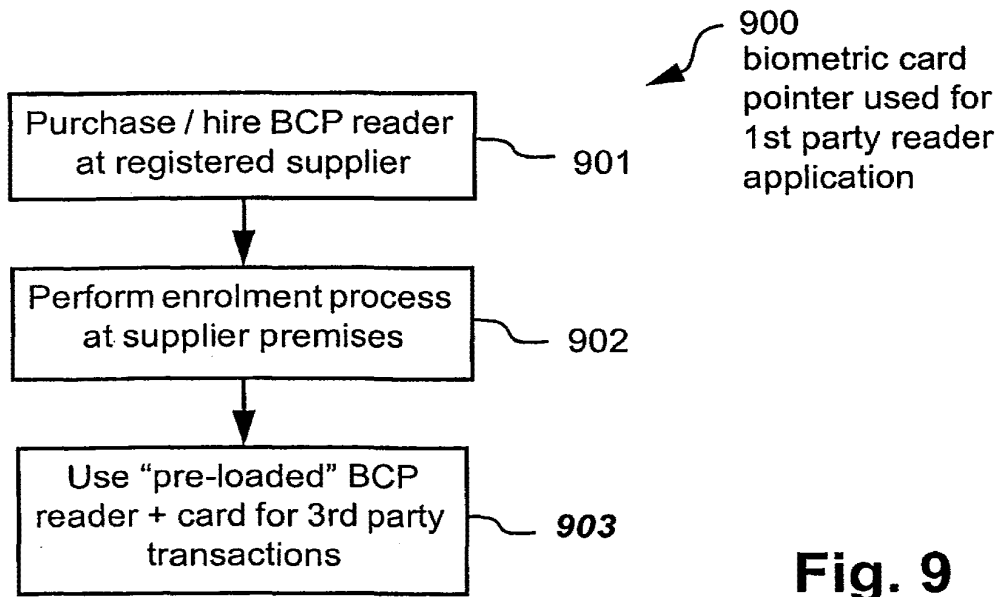 900
biometric card
pointer used for
1st party reader
application
Purchase / hire BCP reader
at registered supplier
901
Perform enrolment process
at supplier premises
902
Use “pre-loaded” BCP
reader + card for 3rd party
transactions
903
Fig. 9